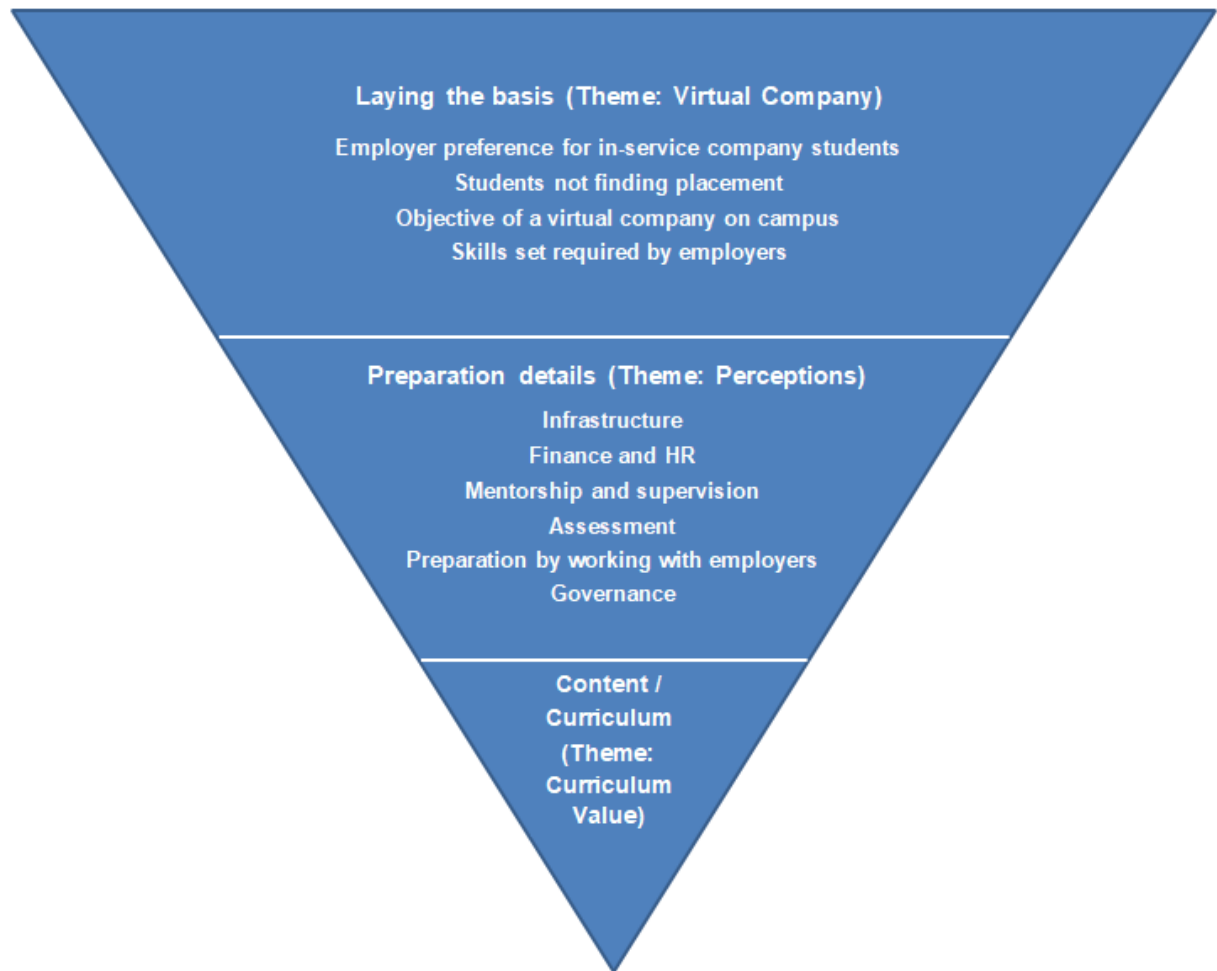 Laying the basis (Theme: Virtual Company)
Employer preference for in-service company students
Students not finding placement
Objective of a virtual company on campus
Skills set required by employers
Preparation details (Theme: Perceptions)
Infrastructure
Finance and HR
Mentorship and supervision
Assessment
Preparation by working with employers
Governance
Content /
Curriculum
(Theme:
Curriculum
Value)